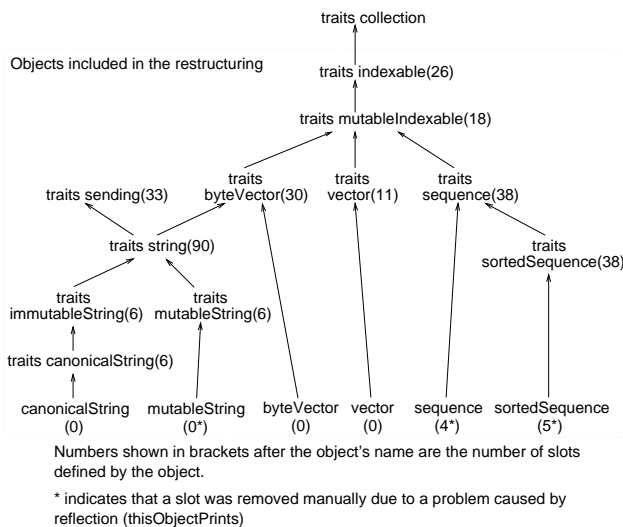 traits collection
Objects included in the restructuring
traits indexable(26)
traits mutableIndexable(18)
traits sending(33)
traits
byteVector(30)
traits
vector(11)
traits
sequence(38)
traits string(90)
traits
sortedSequence(38)
traits
immutableString(6)
traits
mutableString(6)
traits canonicalString(6)
canonicalString
(0)
mutableString
(0*)
byteVector
(0)
vector
(0)
sequence
(4*)
sortedSequence
(5*)
Numbers shown in brackets after the object's name are the number of slots
defined by the object.
* indicates that a slot was removed manually due to a problem caused by
reflection (thisObjectPrints)